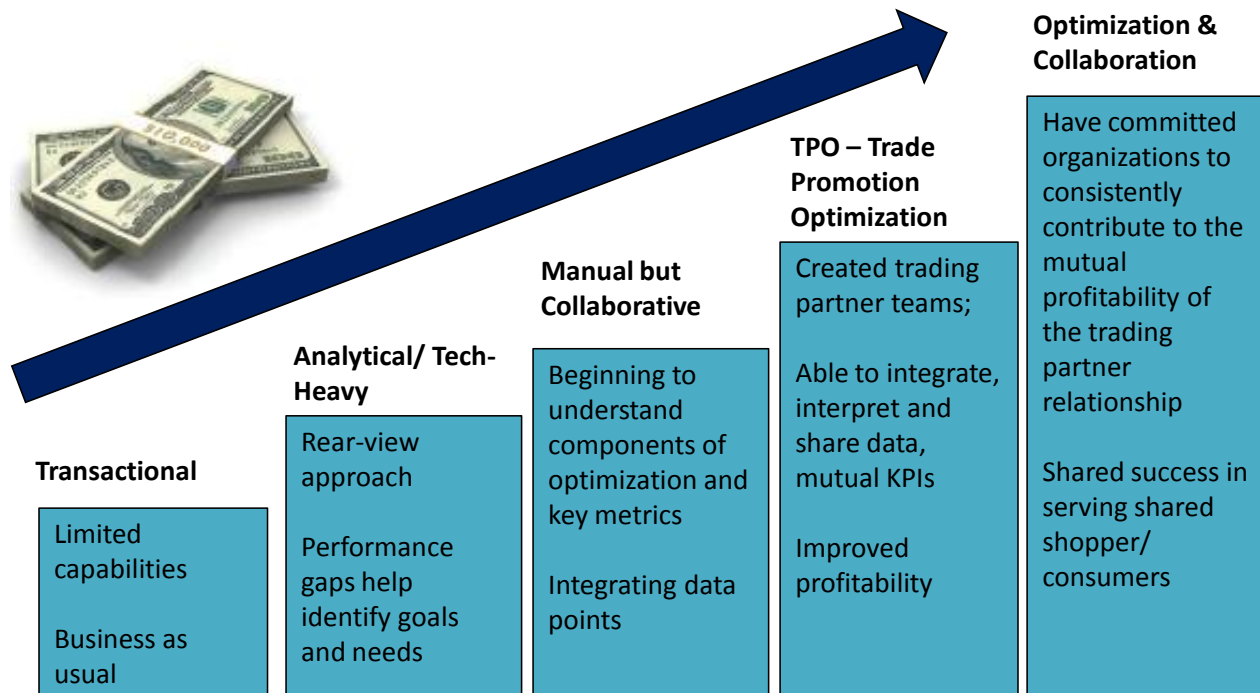 Transactional
Limited
capabilities
Business as
usual
Analytical/ Tech-
Heavy
Rear-view
approach
Performance
gaps help
identify goals
and needs
Manual but
Collaborative
Beginning to
understand
components of
optimization and
key metrics
Integrating data
points
TPO – Trade
Promotion
Optimization
Created trading
partner teams;
Able to integrate,
interpret and
share data,
mutual KPIs
Improved
profitability
Optimization &
Collaboration
Have committed
organizations to
consistently
contribute to the
mutual
profitability of
the trading
partner
relationship
Shared success in
serving shared
shopper/
consumers
$10,000